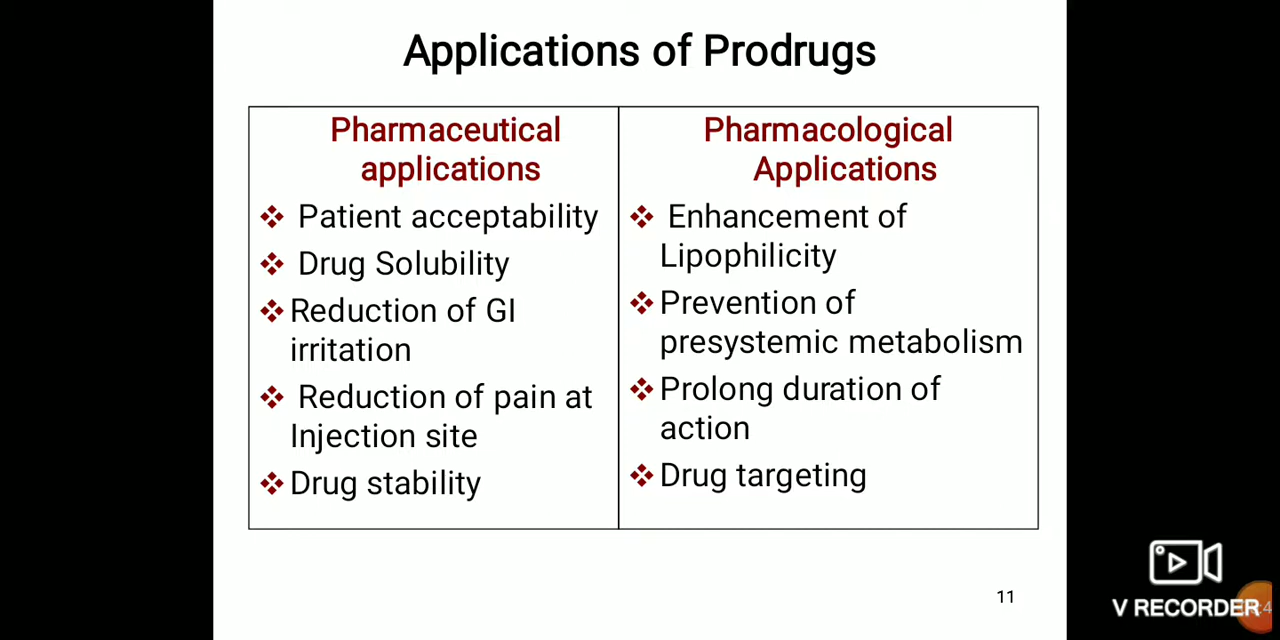 Applications of Prodrugs
Pharmaceutical
applications
Patient acceptability
Drug Solubility
Reduction of GI
irritation
Reduction of pain at
Injection site
Drug stability
Pharmacological
Applications
Enhancement of
Lipophilicity
Prevention of
presystemic metabolism
Prolong duration of
action
Drug targeting
11
V RECORDER